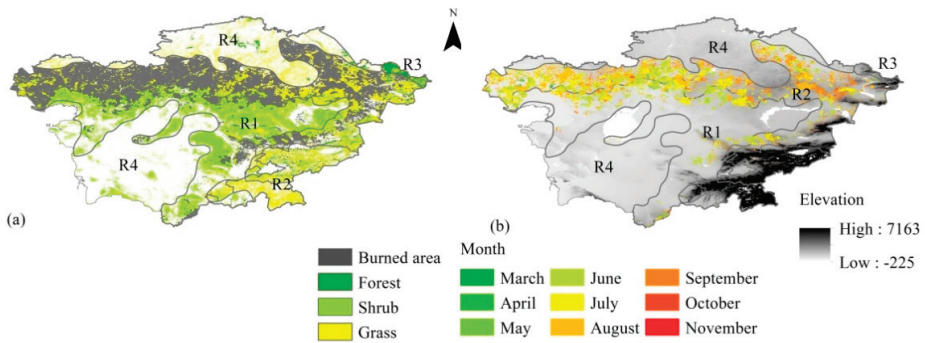 R4
R3
R1
R4
R2
(a)
N
R4
R3
R2
R1
R4
(b)
Elevation
High : 7163
Low : -225
Burned area
Forest
Shrub
Grass
Month
March
April
May
June
July
August
September
October
November